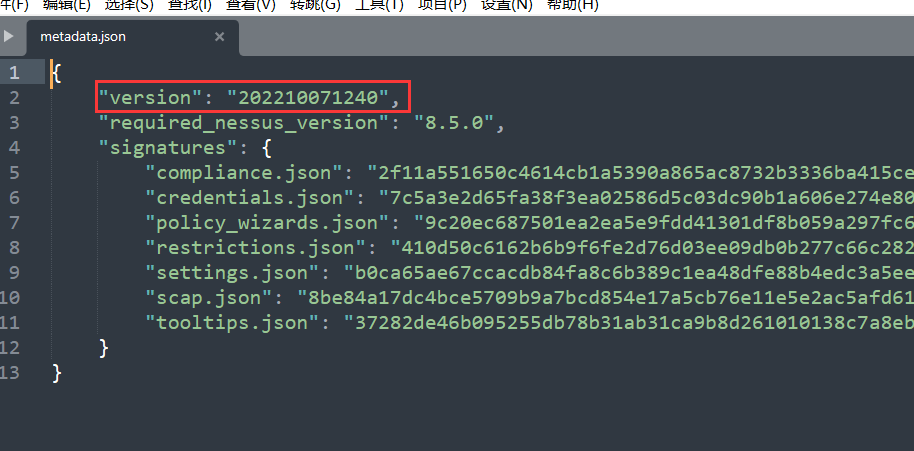 件(F) 编辑(E) 选择(S) 查找(I) 查看(V) 转跳(G) 工具(T) 项目(P) 设置(N) 帮助(H)
metadata.json ×
1 {
2 "version": "202210071240",
3 "required_nessus_version": "8.5.0",
4 "signatures": {
5 "compliance.json": "2f11a551650c4614cb1a5390a865ac8732b3336ba415ce
6 "credentials.json": "7c5a3e2d65fa38f3ea02586d5c03dc90b1a606e274e80
7 "policy_wizards.json": "9c20ec687501ea2ea5e9fdd41301df8b059a297fc6
8 "restrictions.json": "410d50c6162b6b9f6fe2d76d03ee09db0b277c66c282
9 "settings.json": "b0ca65ae67ccacdb84fa8c6b389c1ea48dfe88b4edc3a5ee
10 "scap.json": "8be84a17dc4bce5709b9a7bcd854e17a5cb76e11e5e2ac5afd61
11 "tooltips.json": "37282de46b095255db78b31ab31ca9b8d261010138c7a8eb
12 }
13 }